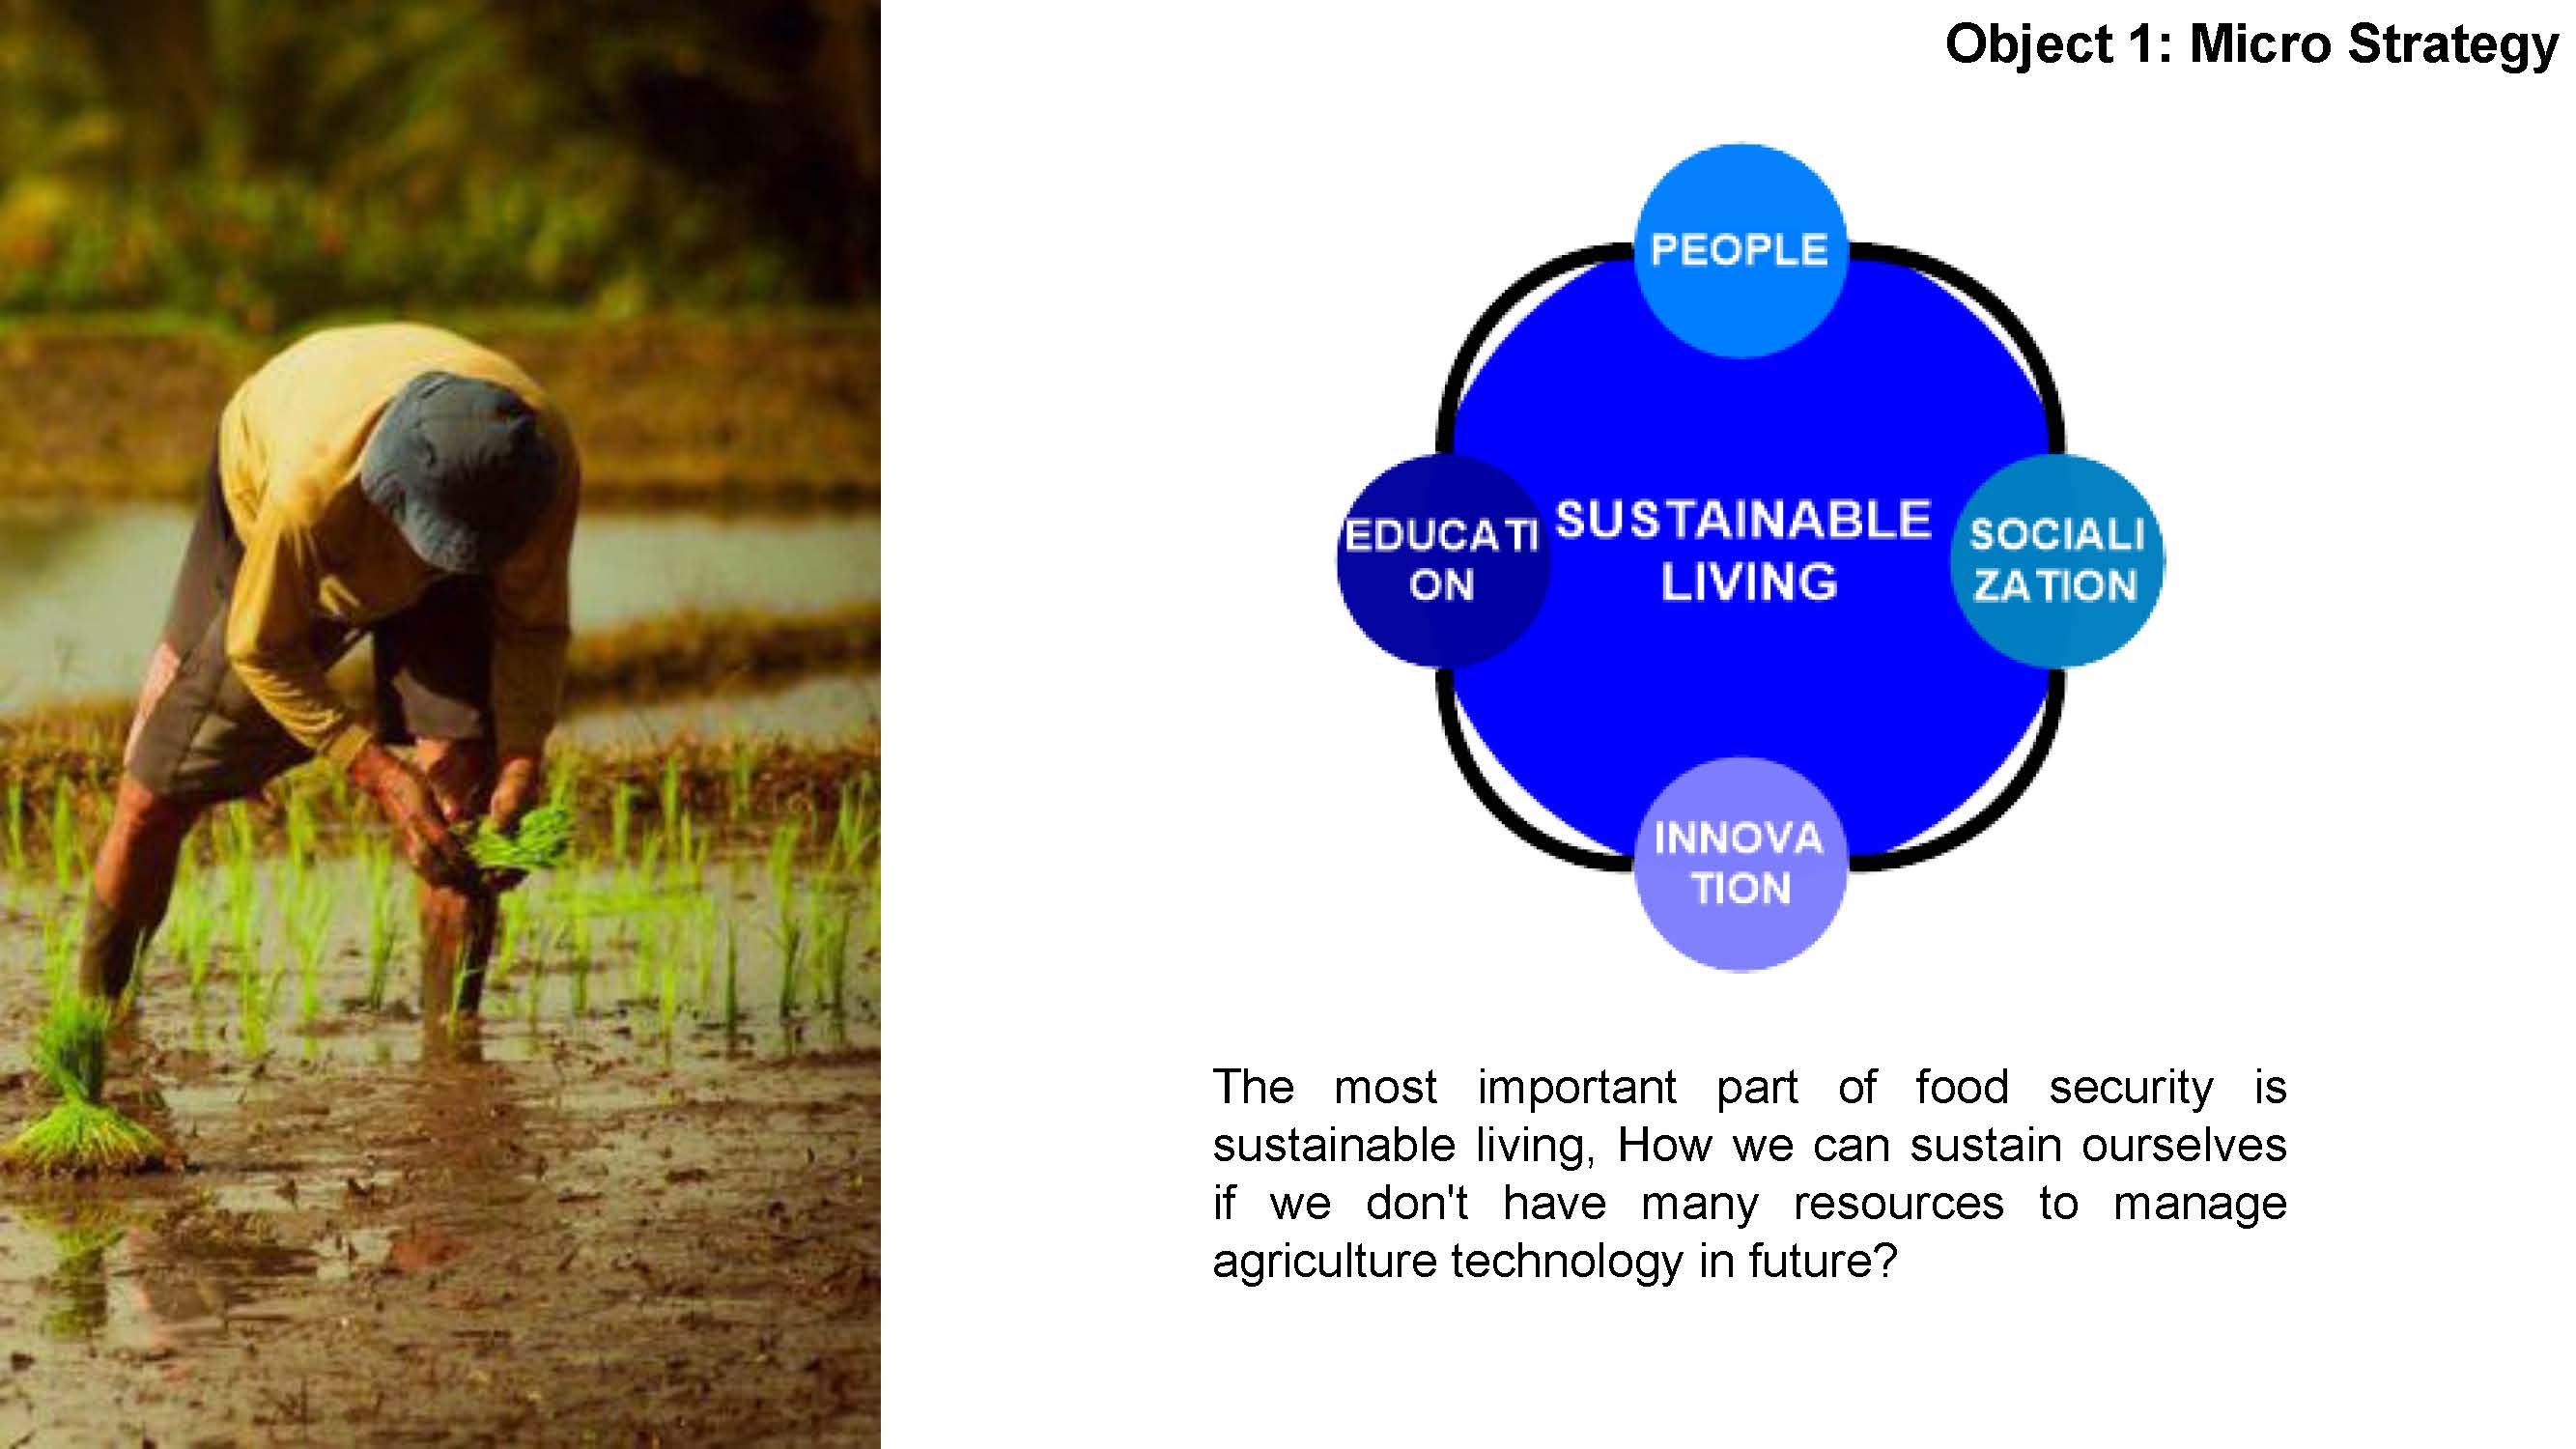 Object 1: Micro Strategy
PEOPLE
EDUCATI
ON
SUSTAINABLE
LIVING
SOCIALI
ZATION
INNOVA
TION
The most important part of food security is
sustainable living, How we can sustain ourselves
if we don't have many resources to manage
agriculture technology in future?